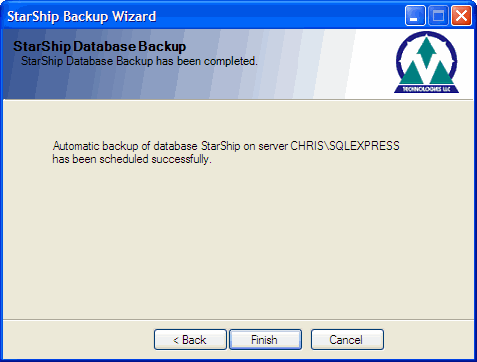 StarShip Backup Wizard
StarShip Database Backup
StarShip Database Backup has been completed.
TECHNOLOGIES LLC
Automatic backup of database StarShip on server CHRIS\SQLEXPRESS
has been scheduled successfully.
< Back
Finish
Cancel